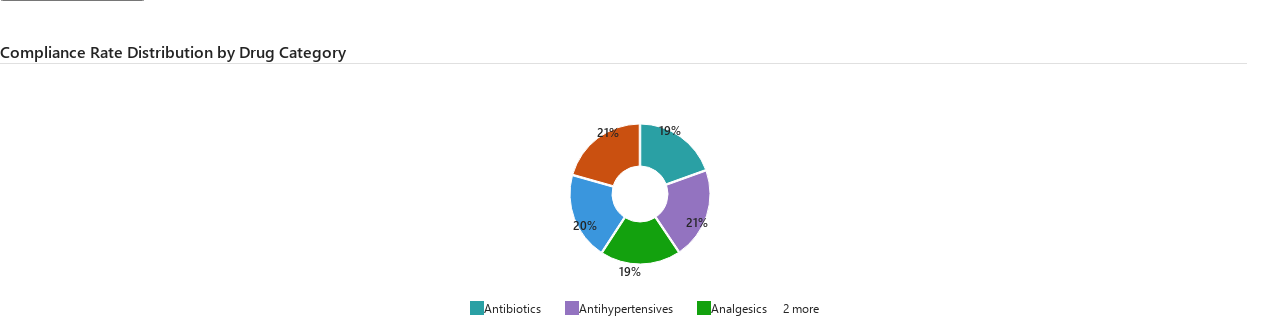 Compliance Rate Distribution by Drug Category
21%
19%
21%
20%
19%
Antibiotics
Antihypertensives
Analgesics
2 more